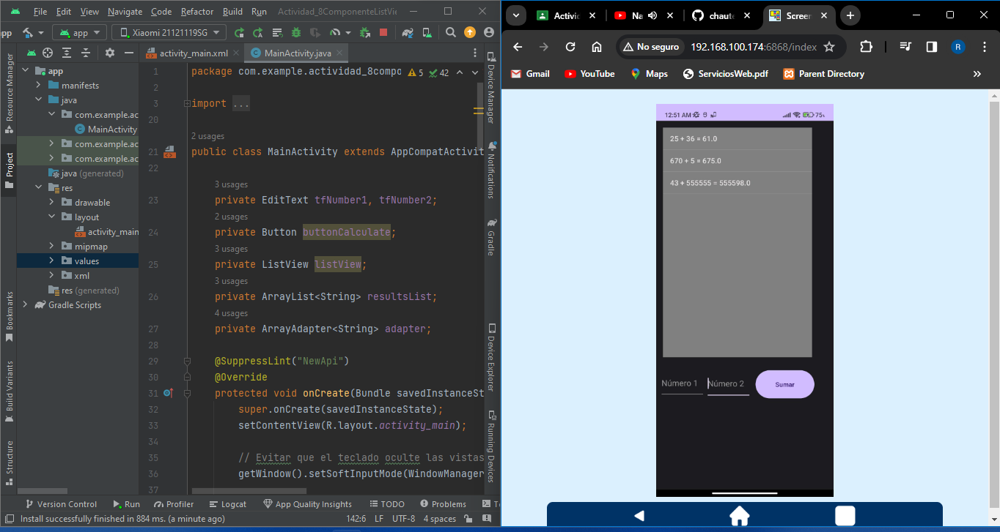 File Edit View Navigate Code Refactor Build Run Actividad_8ComponenteListVie
pp app Xiaomi 21121119SG
activity_main.xml MainActivity.java
Resource Manager
Project
Bookmarks
Build Variants
Structure
app
manifests
java
com.example.ac
MainActivity
com.example.ac
com.example.ac
java (generated)
res
drawable
layout
activity_main
mipmap
values
xml
res (generated)
Gradle Scripts
1 package com.example.actividad_8compo 5 42
2
3 import ...
20
2 usages
21 public class MainActivity extends AppCompatActivit
22
3 usages
23 private EditText tfNumber1, tfNumber2;
2 usages
24 private Button buttonCalculate;
3 usages
25 private ListView listView;
3 usages
26 private ArrayList<String> resultsList;
4 usages
27 private ArrayAdapter<String> adapter;
28
29 @SuppressLint("NewApi")
30 @Override
31 protected void onCreate(Bundle savedInstanceSt
32 super.onCreate(savedInstanceState);
33 setContentView(R.layout.activity_main);
34
35 // Evitar que el teclado oculte las vistas
36 getWindow().setSoftInputMode(WindowManager
37
Device Manager
Notifications
Gradle
Device Explorer
Running Devices
Version Control Run Profiler Logcat App Quality Insights TODO Problems T
Install successfully finished in 884 ms. (a minute ago) 142:6 LF UTF-8 4 spaces
Activic Na chaute Screen
No seguro 192.168.100.174:6868/index R
Gmail YouTube Maps ServiciosWeb.pdf Parent Directory
12:51 AM 75%
25 + 36 = 61.0
670 + 5 = 675.0
43 + 555555 = 555598.0
Número 1 Número 2 Sumar